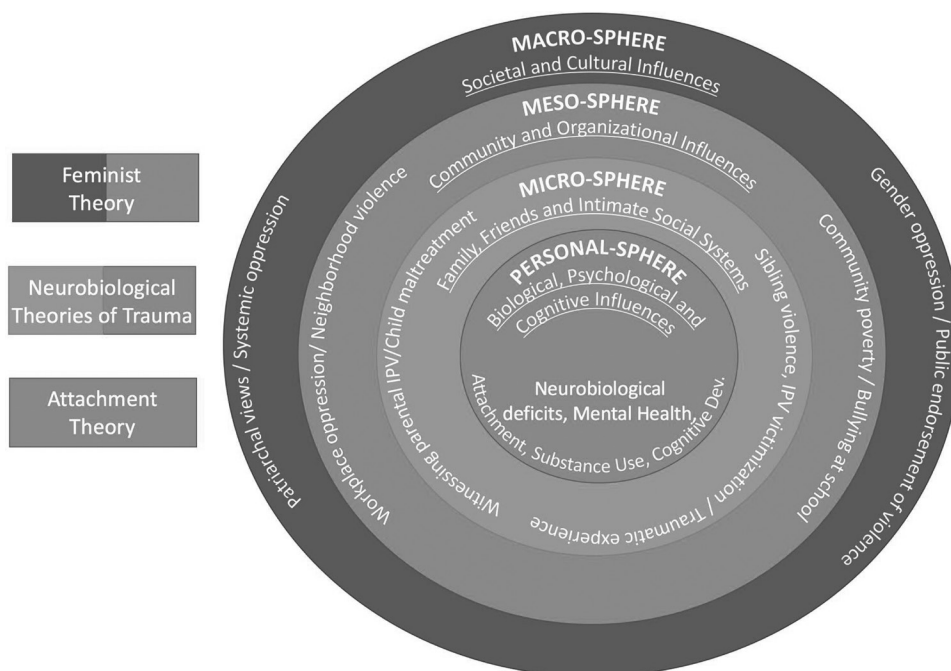 Feminist
Theory
Neurobiological
Theories of Trauma
Attachment
Theory
MACRO-SPHERE
Societal and Cultural Influences
Patriarchal views / Systemic oppression
Gender oppression / Public endorsement of violence
MESO-SPHERE
Community and Organizational Influences
Workplace oppression/ Neighborhood violence
Community poverty / Bullying at school
MICRO-SPHERE
Family, Friends and Intimate Social Systems
Witnessing parental IPV/Child maltreatment
Sibling violence, IPV victimization / Traumatic experience
PERSONAL-SPHERE
Biological, Psychological and
Cognitive Influences
Neurobiological
deficits, Mental Health,
Attachment, Substance Use, Cognitive Dev.